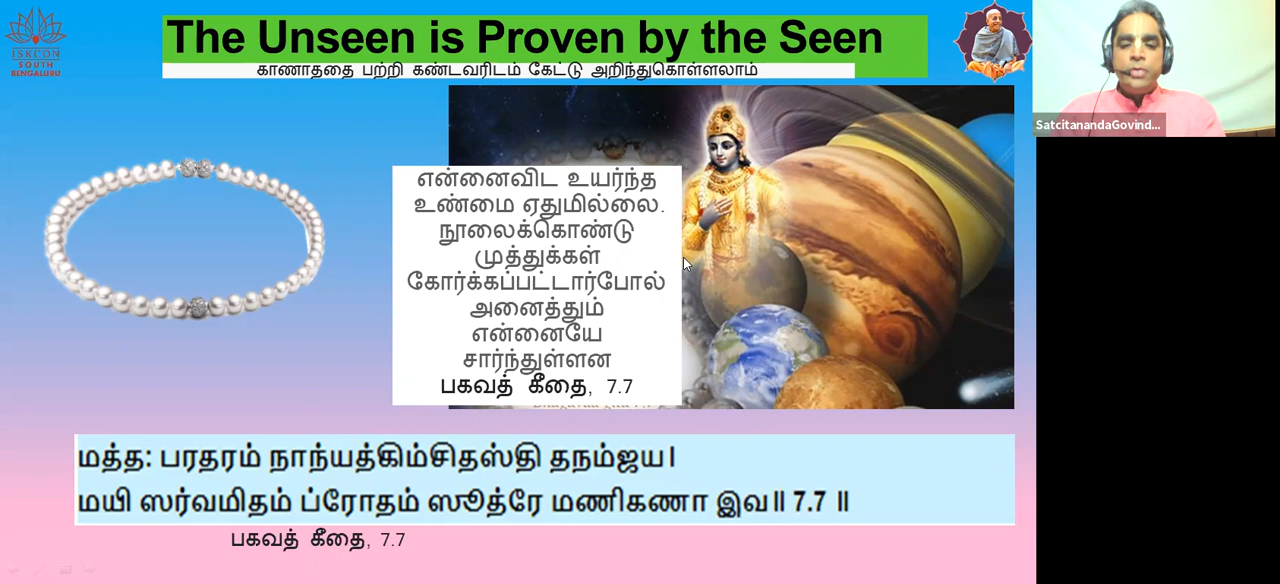 ISKCON
SOUTH
BENGALURU
The Unseen is Proven by the Seen
காணாததை பற்றி கண்டவரிடம் கேட்டு அறிந்துகொள்ளலாம்
SatcitanandaGovind...
என்னைவிட உயர்ந்த
உண்மை ஏதுமில்லை.
நூலைக்கொண்டு
முத்துக்கள்
கோர்க்கப்பட்டார்போல்
அனைத்தும்
என்னையே
சார்ந்துள்ளன
பகவத் கீதை, 7.7
மத்த: பரதரம் நாந்யத்கிம்சிதஸ்தி தநம்ஜய।
மயி ஸர்வமிதம் ப்ரோதம் ஸூத்ரே மணிகணா இவ॥ 7.7 ॥
பகவத் கீதை, 7.7